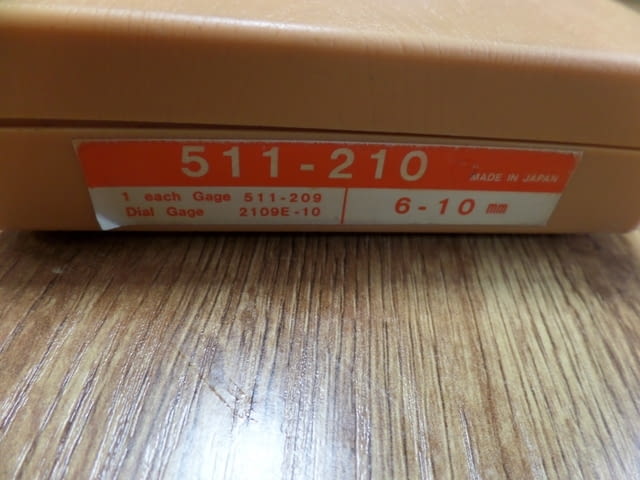 511-210
MADE IN JAPAN
1 each Gage 511-209
Dial Gage 2109E-10
6-10 mm